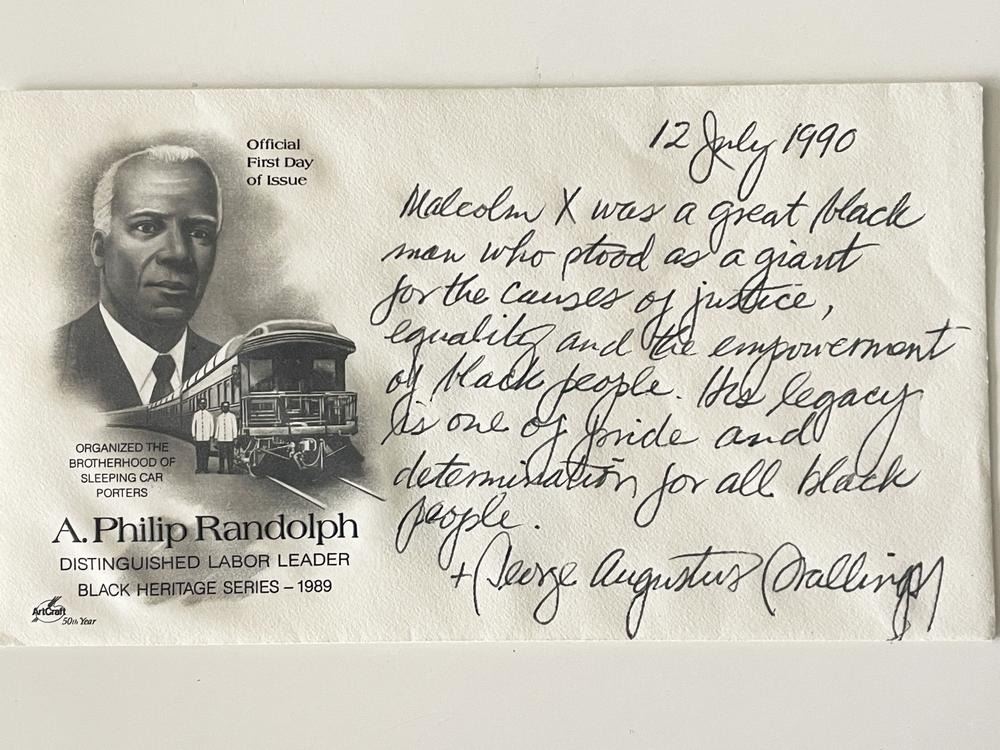 Official
First Day
of Issue
ORGANIZED THE
BROTHERHOOD OF
SLEEPING CAR
PORTERS
A. Philip Randolph
DISTINGUISHED LABOR LEADER
BLACK HERITAGE SERIES – 1989
ArtCraft
50th Year
12 July 1990
Malcolm X was a great black
man who stood as a giant
for the causes of justice,
equality and the empowerment
of black people. His legacy
is one of pride and
determination for all black
people.
+ George Augustus Stallings